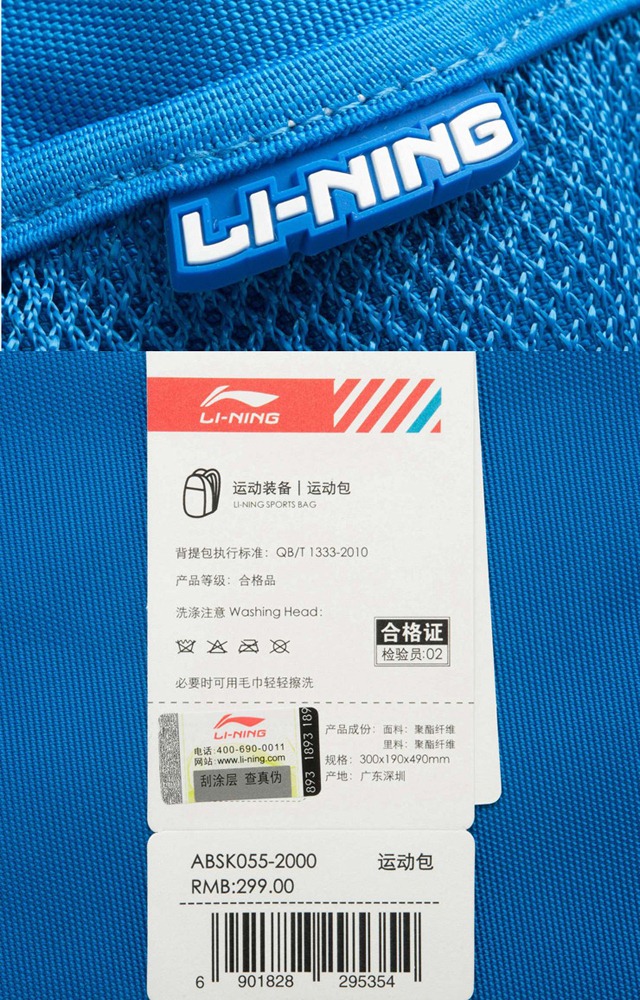 LI-NING
LI-NING
运动装备 | 运动包
LI-NING SPORTS BAG
背提包执行标准：QB/T 1333-2010
产品等级：合格品
洗涤注意 Washing Head：
合格证
检验员:02
必要时可用毛巾轻轻擦洗
LI-NING
电话:400-690-0011
网站:www.li-ning.com
刮涂层 查真伪
893 1893 189
产品成份：面料：聚酯纤维
里料：聚酯纤维
规格：300x190x490mm
产地：广东深圳
ABSK055-2000 运动包
RMB:299.00
6 901828 295354